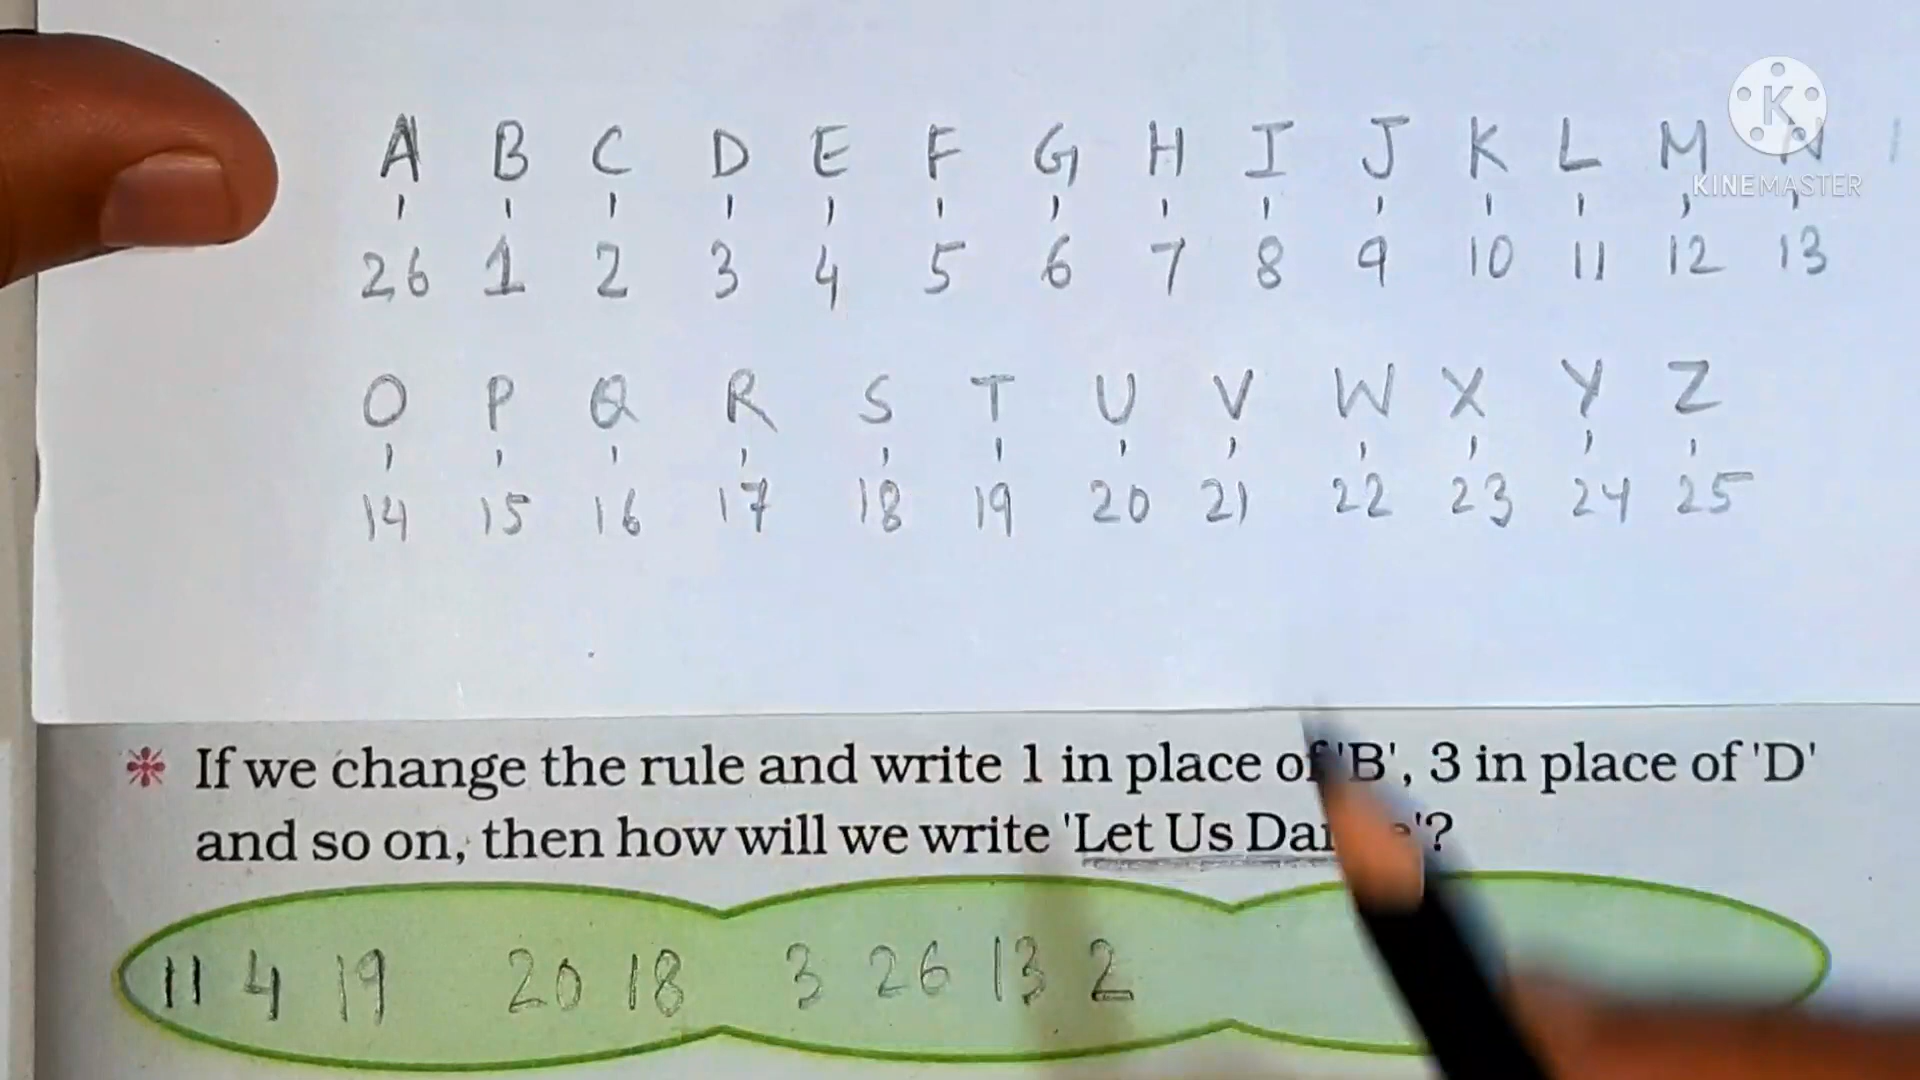 A B C D E F G H I J K L M N
26 1 2 3 4 5 6 7 8 9 10 11 12 13
KINEMASTER
O P Q R S T U V W X Y Z
14 15 16 17 18 19 20 21 22 23 24 25
If we change the rule and write 1 in place of 'B', 3 in place of 'D'
and so on, then how will we write 'Let Us '?
11 4 19 20 18 3 26 13 2